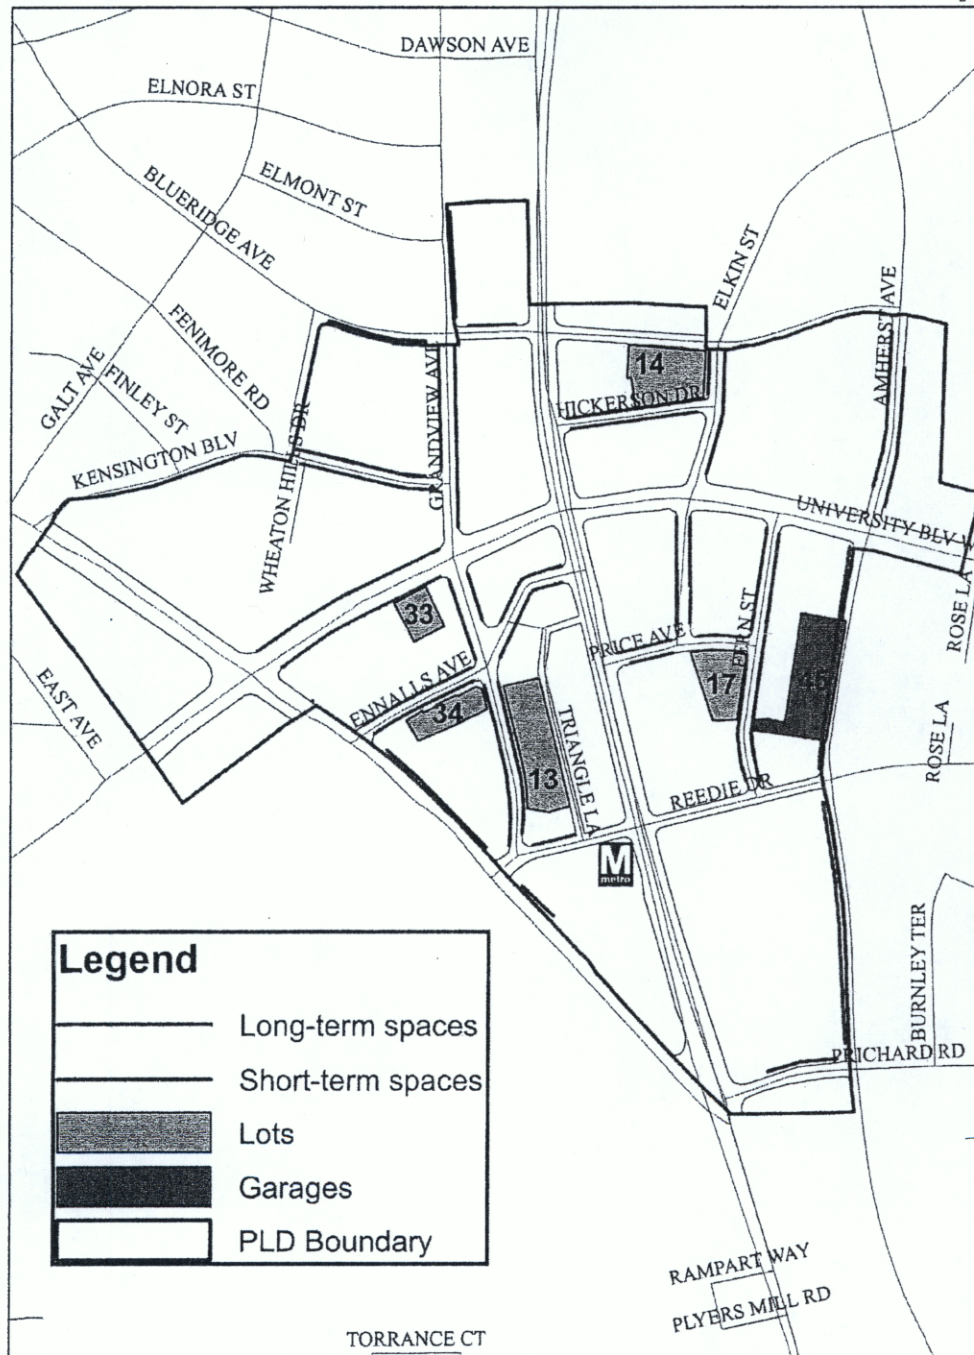 DAWSON AVE
ELNORA ST
ELMONT ST
BLUERIDGE AVE
ELKIN ST
AMHERST AVE
FENIMORE RD
GALT AVE
FINLEY ST
14
HICKERSON DR
GRANDVIEW AVE
KENSINGTON BLV
WHEATON HILLS DR
UNIVERSITY BLV W
ROSE LA
33
PRICE AVE
FERN ST
ENNALLS AVE
EAST AVE
34
17
45
13
TRIANGLE LA
ROSE LA
REEDIE DR
M
metro
BURNLEY TER
PRICHARD RD
Legend
Long-term spaces
Short-term spaces
Lots
Garages
PLD Boundary
RAMPART WAY
PLYERS MILL RD
TORRANCE CT